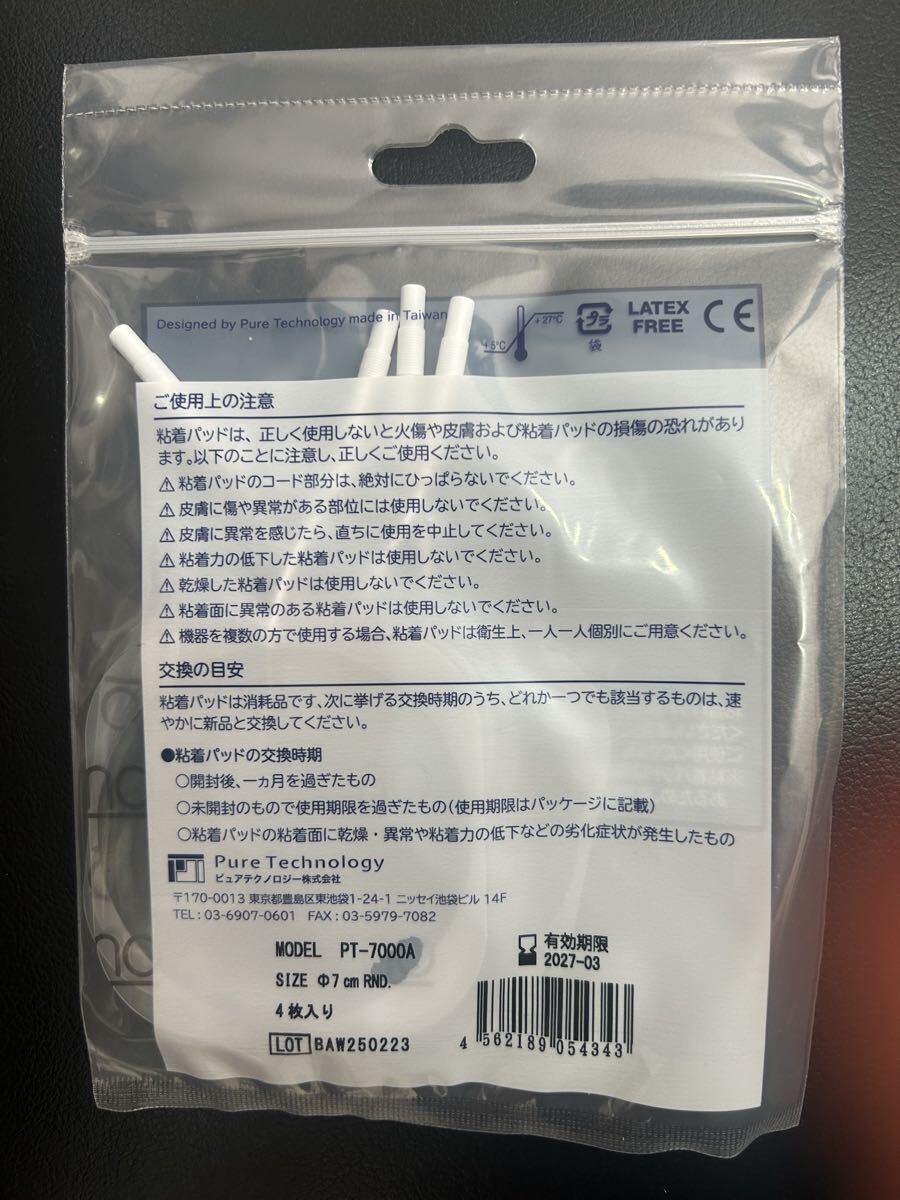 Designed by Pure Technology made in Taiwan
+5℃
+27℃
プラ
袋
LATEX
FREE
CE
ご使用上の注意
粘着パッドは、正しく使用しないと火傷や皮膚および粘着パッドの損傷の恐れがあり
ます。以下のことに注意し、正しくご使用ください。
⚠粘着パッドのコード部分は、絶対にひっぱらないでください。
⚠皮膚に傷や異常がある部位には使用しないでください。
⚠皮膚に異常を感じたら、直ちに使用を中止してください。
⚠粘着力の低下した粘着パッドは使用しないでください。
⚠乾燥した粘着パッドは使用しないでください。
⚠粘着面に異常のある粘着パッドは使用しないでください。
⚠機器を複数の方で使用する場合、粘着パッドは衛生上、一人一人個別にご用意ください。
交換の目安
粘着パッドは消耗品です、次に挙げる交換時期のうち、どれか一つでも該当するものは、速
やかに新品と交換してください。
●粘着パッドの交換時期
○開封後、一ヵ月を過ぎたもの
○未開封のもので使用期限を過ぎたもの(使用期限はパッケージに記載)
○粘着パッドの粘着面に乾燥・異常や粘着力の低下などの劣化症状が発生したもの
Pure Technology
ピュアテクノロジー株式会社
〒170-0013 東京都豊島区東池袋1-24-1 ニッセイ池袋ビル 14F
TEL:03-6907-0601 FAX:03-5979-7082
MODEL PT-7000A
SIZE Φ7cm RND.
4枚入り
LOT BAW250223
有効期限
2027-03
4 562189 054343